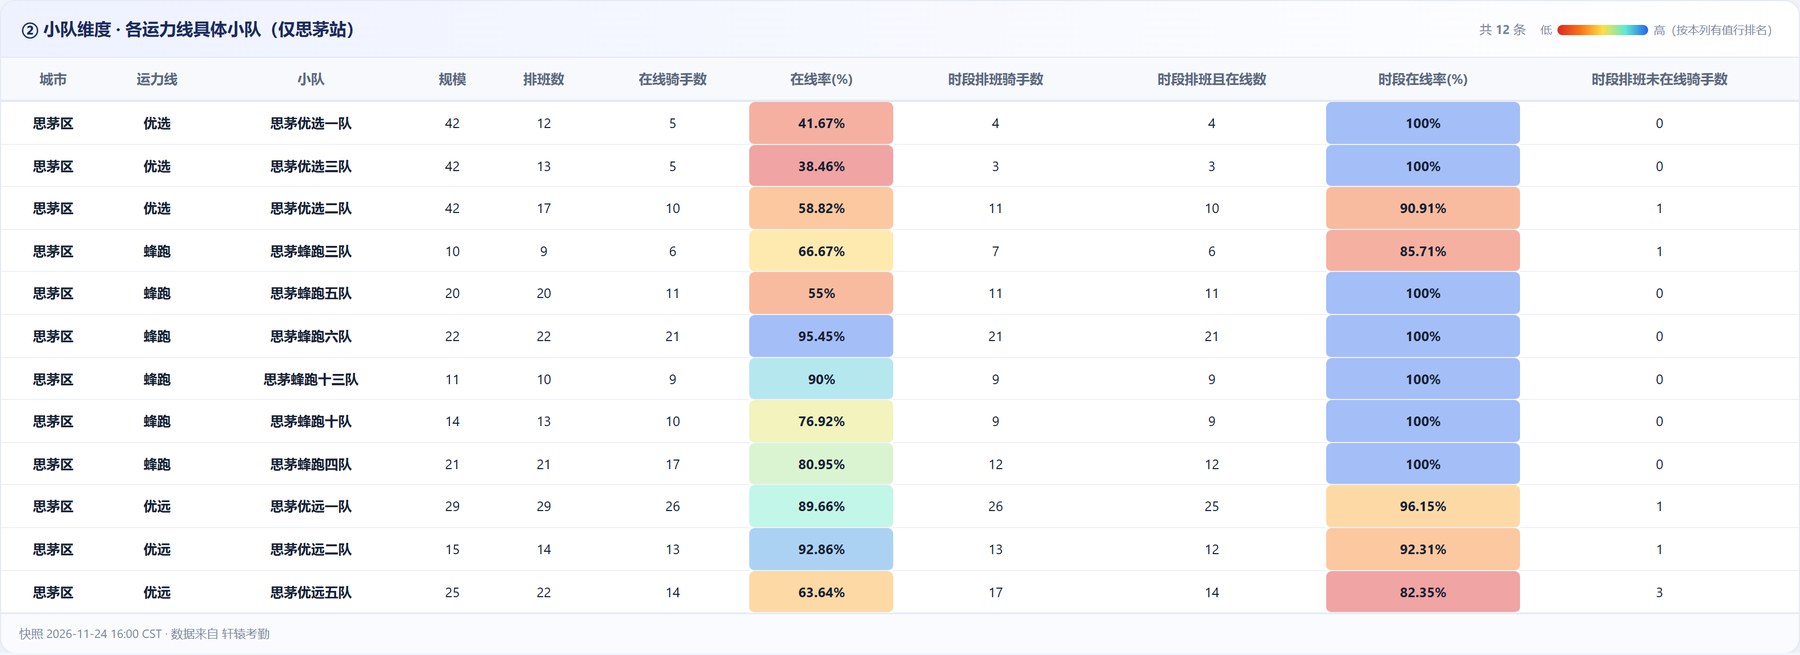 ② 小队维度 · 各运力线具体小队（仅思茅站）
共 12 条 低 高 (按本列有值行排名)
城市 运力线 小队 规模 排班数 在线骑手数 在线率(%) 时段排班骑手数 时段排班且在线数 时段在线率(%) 时段排班未在线骑手数
思茅区 优选 思茅优选一队 42 12 5 41.67% 4 4 100% 0
思茅区 优选 思茅优选三队 42 13 5 38.46% 3 3 100% 0
思茅区 优选 思茅优选二队 42 17 10 58.82% 11 10 90.91% 1
思茅区 蜂跑 思茅蜂跑三队 10 9 6 66.67% 7 6 85.71% 1
思茅区 蜂跑 思茅蜂跑五队 20 20 11 55% 11 11 100% 0
思茅区 蜂跑 思茅蜂跑六队 22 22 21 95.45% 21 21 100% 0
思茅区 蜂跑 思茅蜂跑十三队 11 10 9 90% 9 9 100% 0
思茅区 蜂跑 思茅蜂跑十队 14 13 10 76.92% 9 9 100% 0
思茅区 蜂跑 思茅蜂跑四队 21 21 17 80.95% 12 12 100% 0
思茅区 优远 思茅优远一队 29 29 26 89.66% 26 25 96.15% 1
思茅区 优远 思茅优远二队 15 14 13 92.86% 13 12 92.31% 1
思茅区 优远 思茅优远五队 25 22 14 63.64% 17 14 82.35% 3
快照 2026-11-24 16:00 CST · 数据来自 轩辕考勤